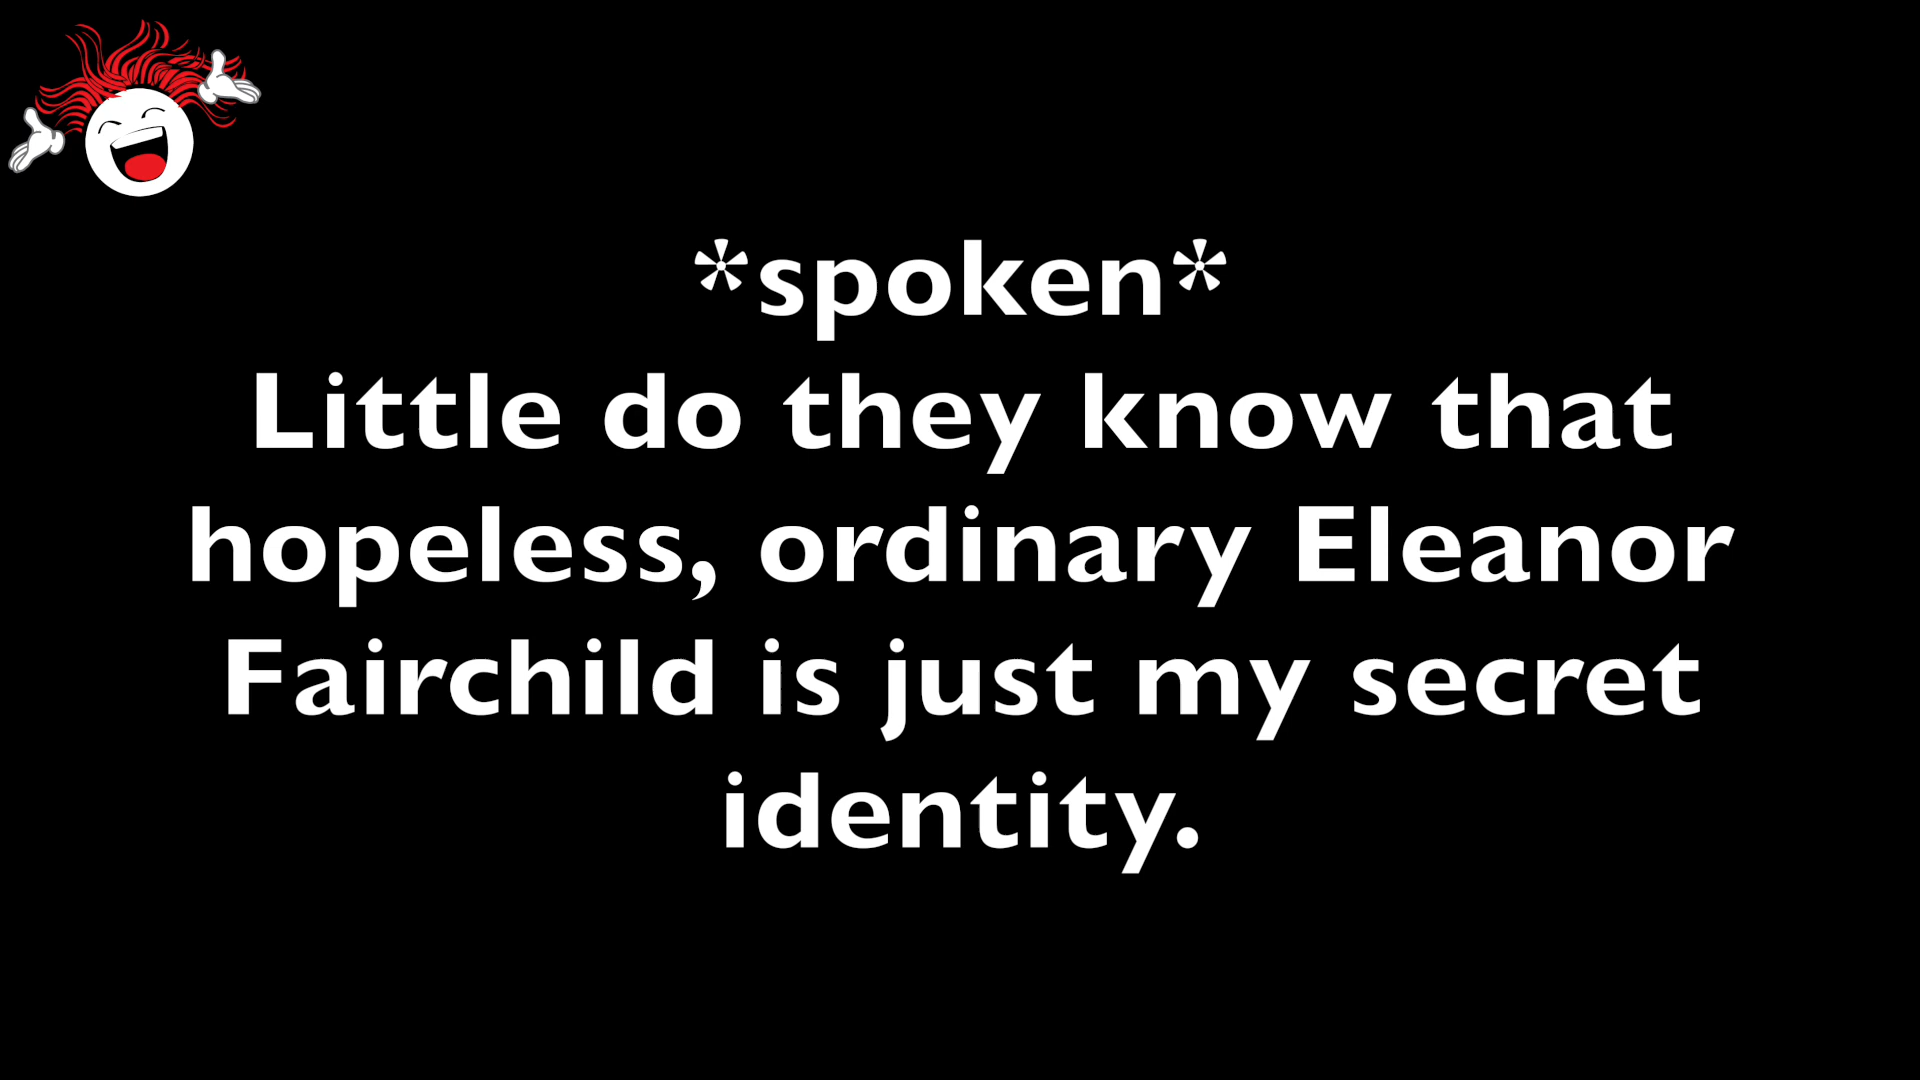 *spoken*
Little do they know that
hopeless, ordinary Eleanor
Fairchild is just my secret
identity.